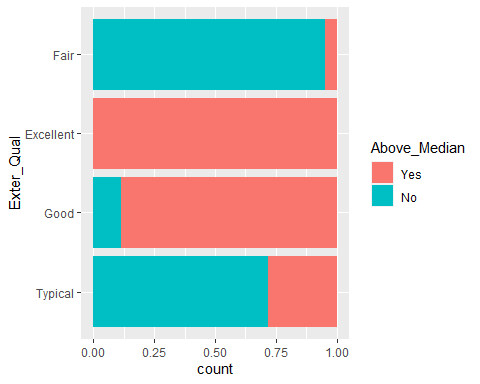 Fair
Excellent
Good
Typical
Exter_Qual
0.00 0.25 0.50 0.75 1.00
count
Above_Median
Yes
No